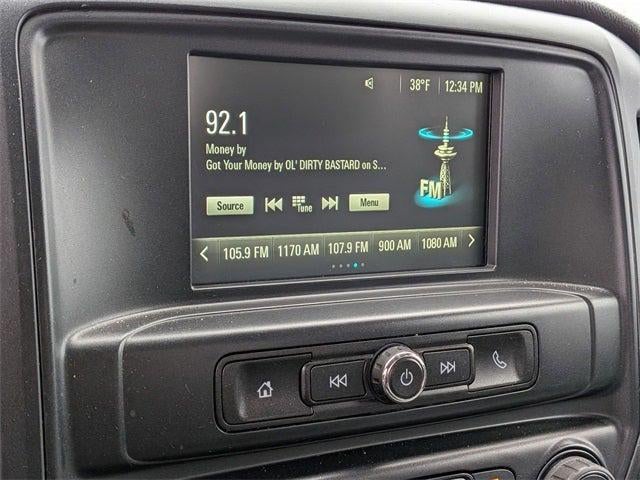 38°F 12:34 PM
92.1
Money by
Got Your Money by OL' DIRTY BASTARD on S...
FM
Source Tune Menu
105.9 FM 1170 AM 107.9 FM 900 AM 1080 AM